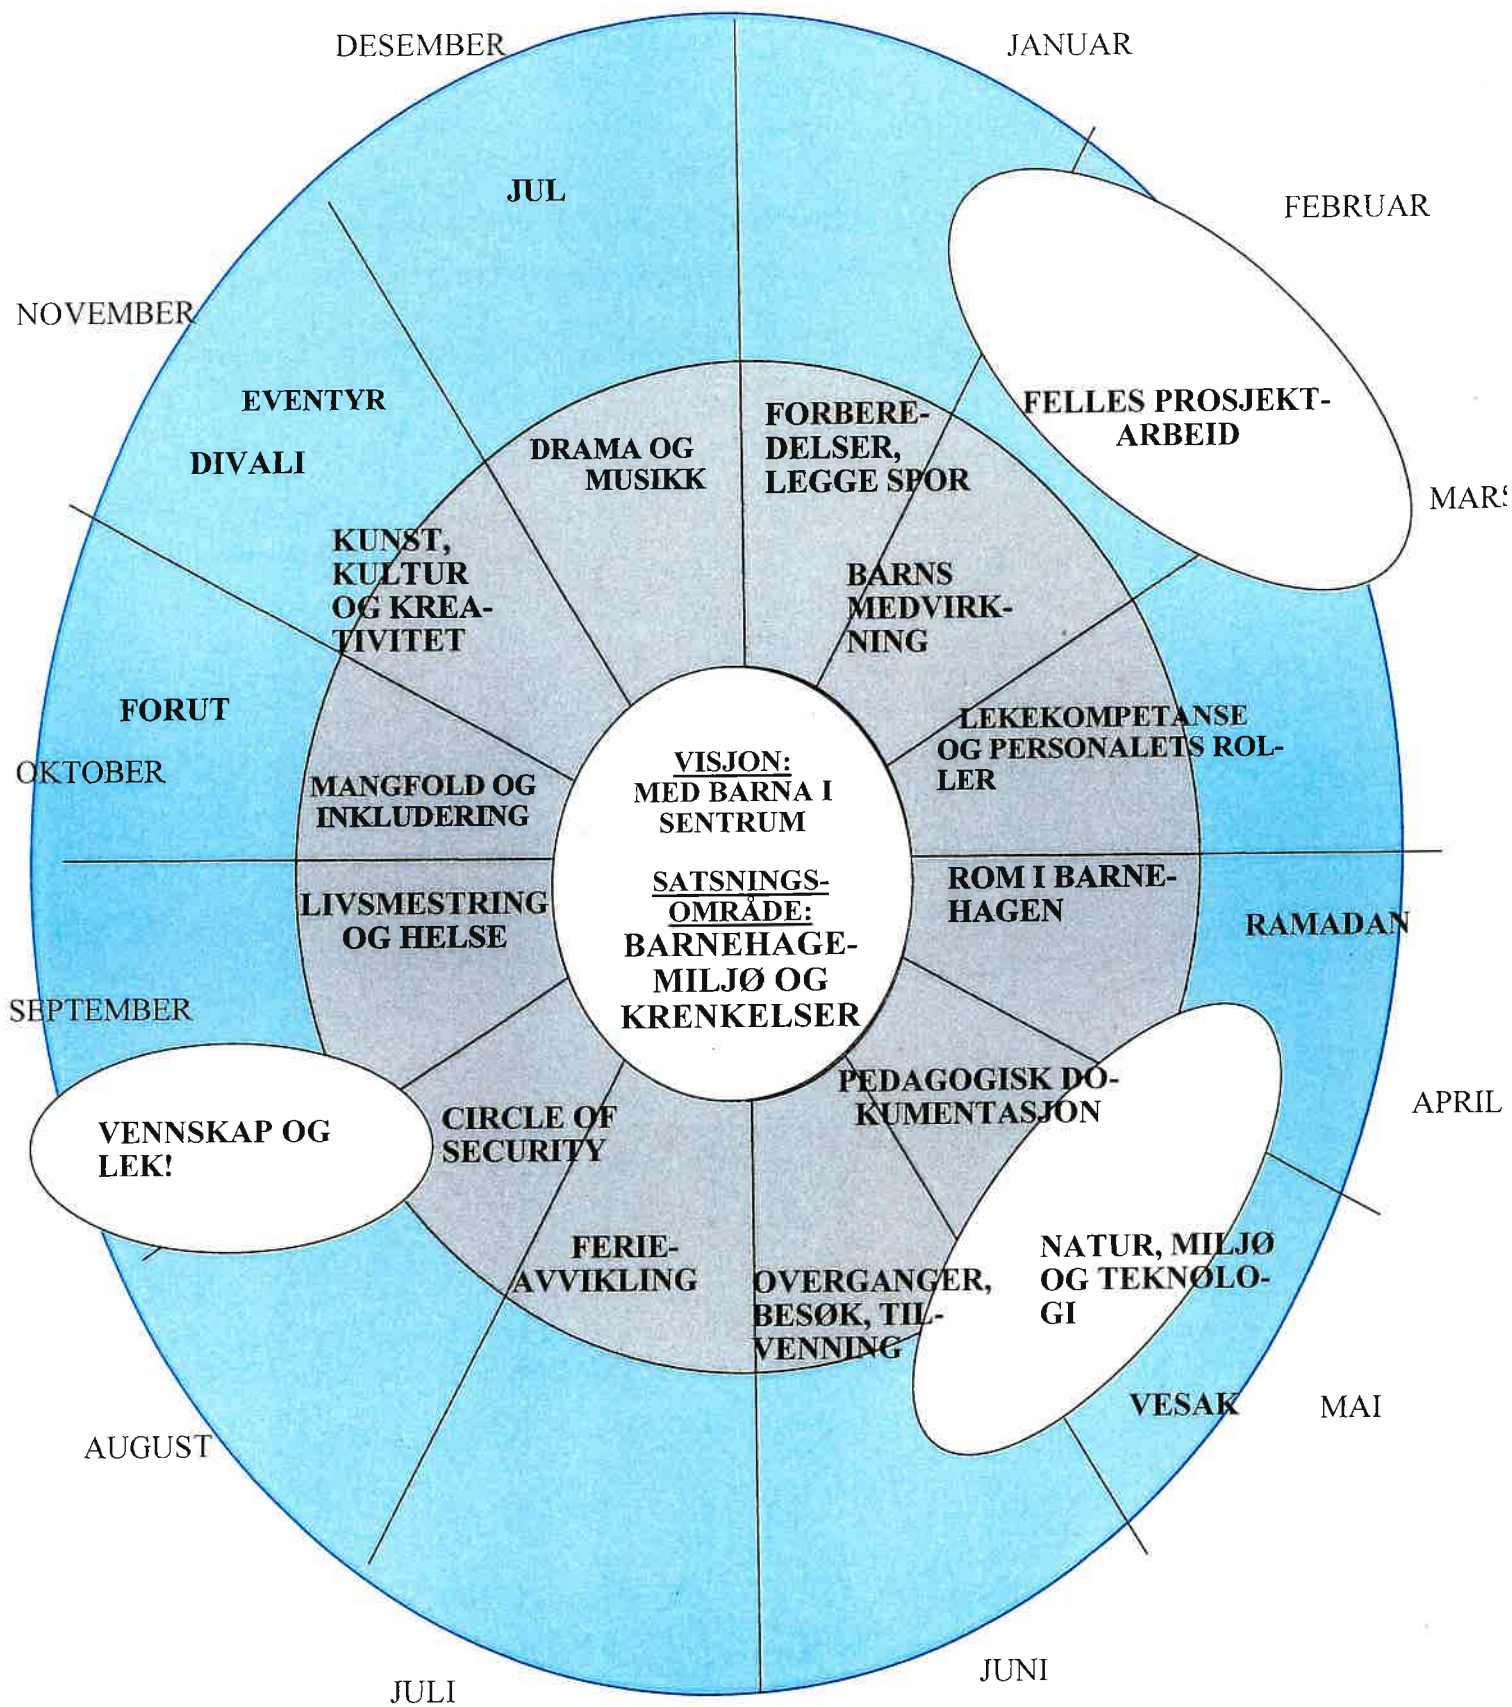 DESEMBER
JANUAR
FEBRUAR
MARS
APRIL
MAI
JUNI
JULI
AUGUST
SEPTEMBER
OKTOBER
NOVEMBER
JUL
EVENTYR
DIVALI
FORUT
FELLES PROSJEKT-
ARBEID
RAMADAN
NATUR, MILJØ
OG TEKNOLO-
GI
VESAK
VENNSKAP OG
LEK!
FORBERE-
DELSER,
LEGGE SPOR
BARNS
MEDVIRK-
NING
LEKEKOMPETANSE
OG PERSONALETS ROL-
LER
ROM I BARNE-
HAGEN
PEDAGOGISK DO-
KUMENTASJON
OVERGANGER,
BESØK, TIL-
VENNING
FERIE-
AVVIKLING
CIRCLE OF
SECURITY
LIVSMESTRING
OG HELSE
MANGFOLD OG
INKLUDERING
KUNST,
KULTUR
OG KREA-
TIVITET
DRAMA OG
MUSIKK
VISJON:
MED BARNA I
SENTRUM
SATSNINGS-
OMRÅDE:
BARNEHAGE-
MILJØ OG
KRENKELSER